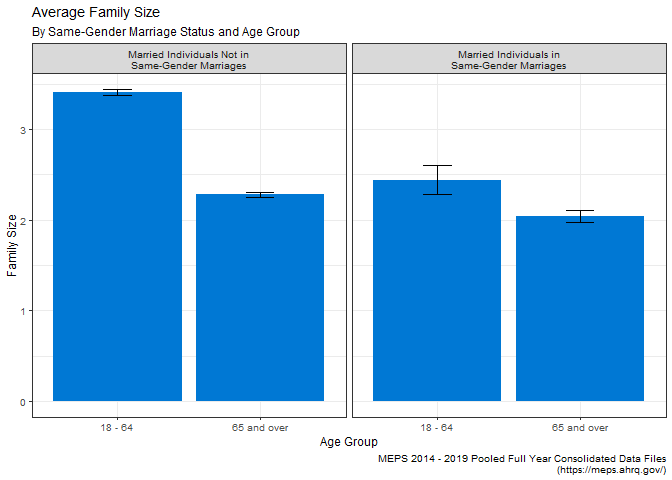 Average Family Size
By Same-Gender Marriage Status and Age Group
Married Individuals Not in
Same-Gender Marriages
Married Individuals in
Same-Gender Marriages
Family Size
3
2
1
0
18 - 64
65 and over
18 - 64
65 and over
Age Group
MEPS 2014 - 2019 Pooled Full Year Consolidated Data Files
(https://meps.ahrq.gov/)